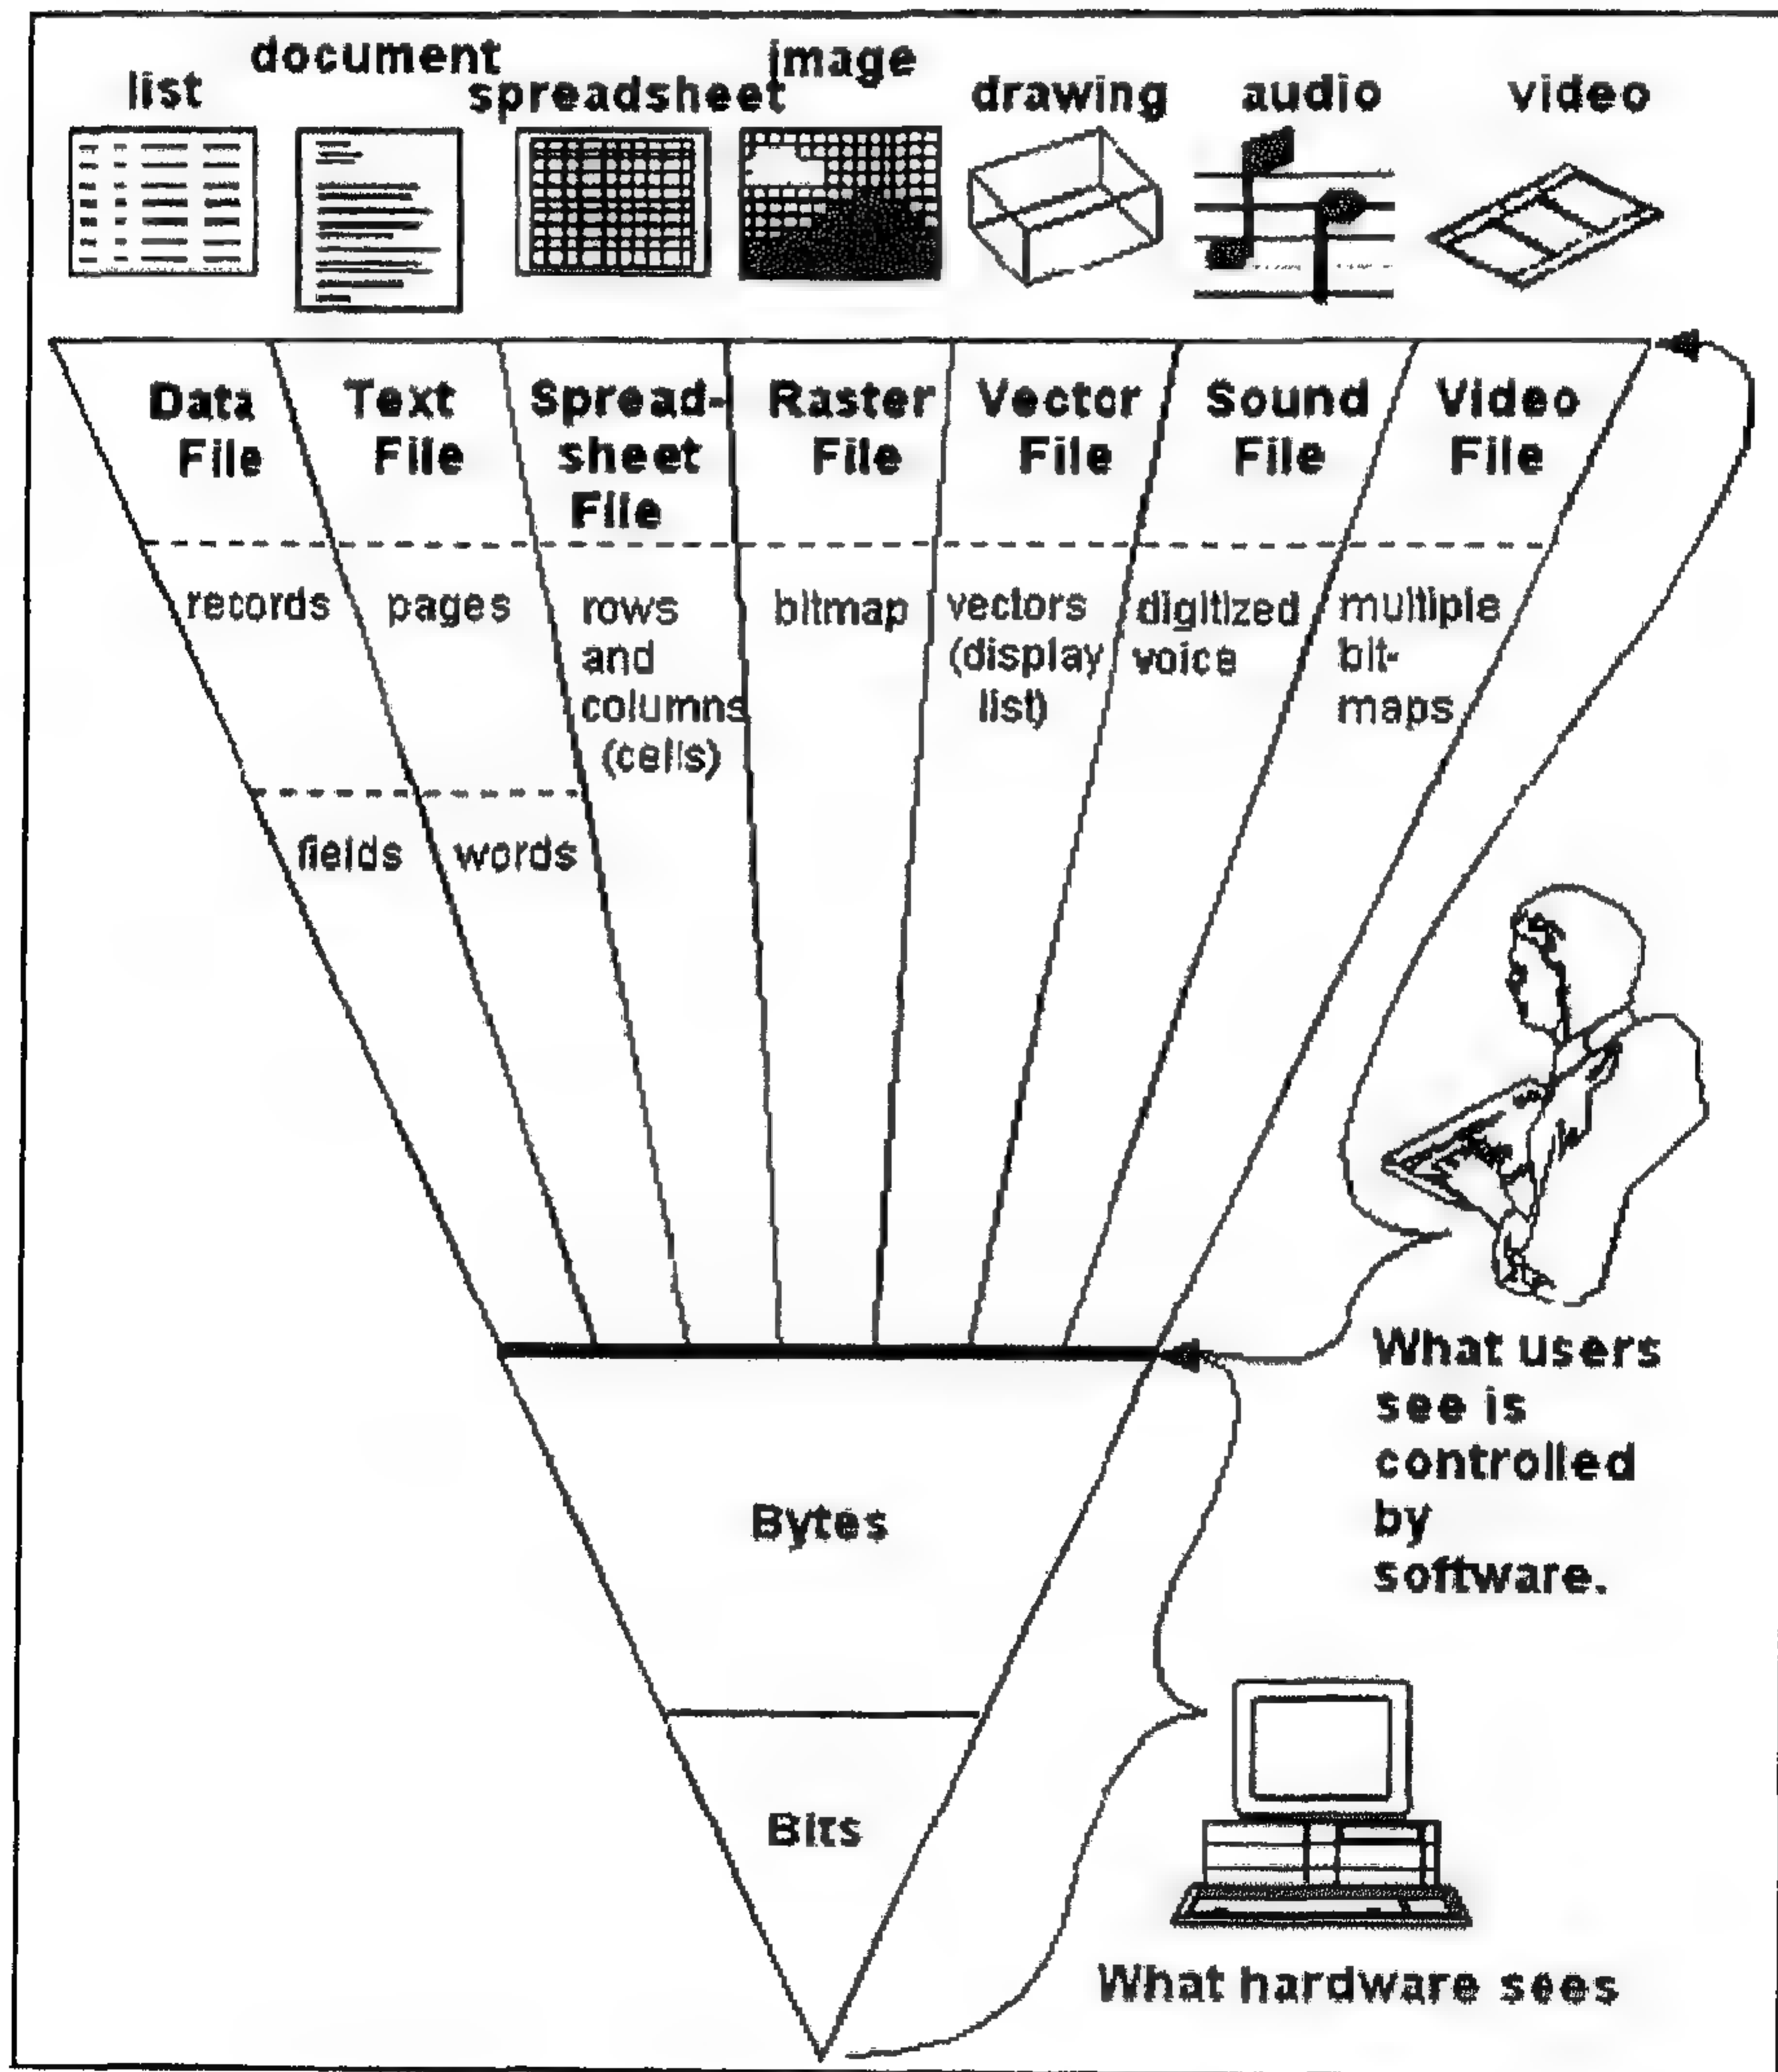 list
document
spreadsheet
image
drawing
audio
video
Data
File
Text
File
Spread-
sheet
File
Raster
File
Vector
File
Sound
File
Video
File
records
pages
rows
and
columns
(cells)
bitmap
vectors
(display
list)
digitized
voice
multiple
bit-
maps
fields
words
Bytes
Bits
What users
see is
controlled
by
software.
What hardware sees